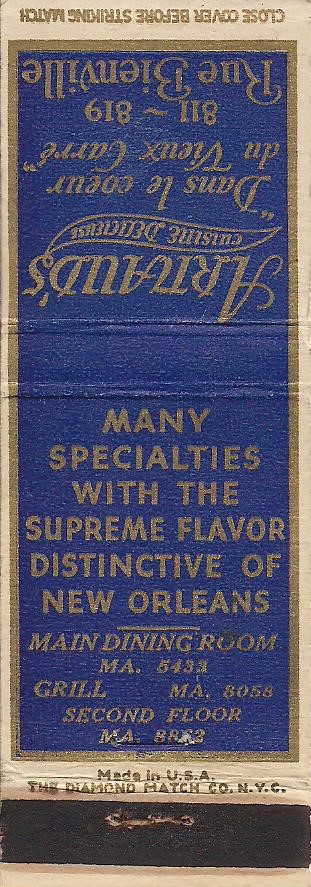 CLOSE COVER BEFORE STRIKING MATCH
ARNAUD'S
CUISINE DÉLICIEUSE
"Dans le coeur
du Vieux Carré"
811 – 819
Rue Bienville
MANY
SPECIALTIES
WITH THE
SUPREME FLAVOR
DISTINCTIVE OF
NEW ORLEANS
MAIN DINING ROOM
MA. 5433
GRILL MA. 8058
SECOND FLOOR
MA.
Made in U.S.A.
THE DIAMOND MATCH CO. N.Y.C.